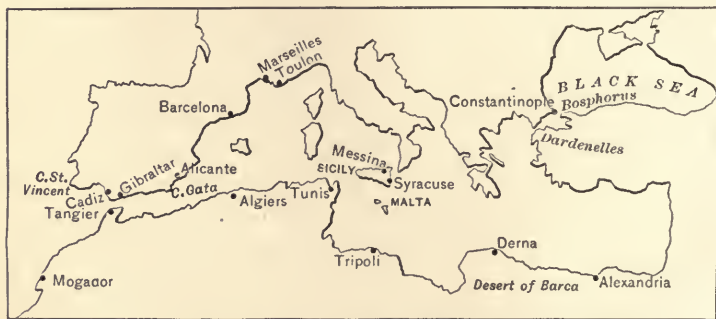 Marseilles
Toulon
BLACK SEA
Constantinople
Bosphorus
Barcelona
Dardenelles
Messina
C. St.
Vincent
Gibraltar
Alicante
SICILY
Syracuse
Cadiz
C. Gata
Tunis
Tangier
Algiers
MALTA
Derna
Tripoli
Mogador
Desert of Barca
Alexandria